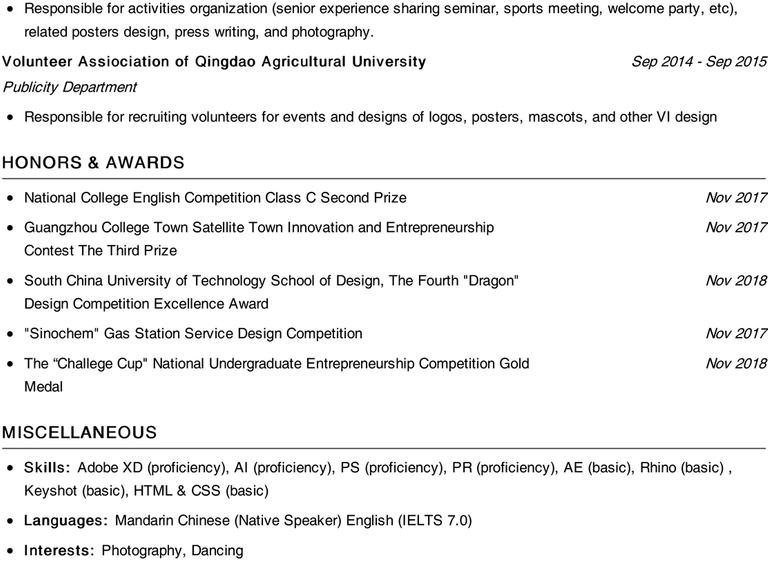 • Responsible for activities organization (senior experience sharing seminar, sports meeting, welcome party, etc),
related posters design, press writing, and photography.
Volunteer Assiociation of Qingdao Agricultural University Sep 2014 - Sep 2015
Publicity Department
• Responsible for recruiting volunteers for events and designs of logos, posters, mascots, and other VI design
HONORS & AWARDS
• National College English Competition Class C Second Prize Nov 2017
• Guangzhou College Town Satellite Town Innovation and Entrepreneurship Nov 2017
Contest The Third Prize
• South China University of Technology School of Design, The Fourth "Dragon" Nov 2018
Design Competition Excellence Award
• "Sinochem" Gas Station Service Design Competition Nov 2017
• The “Challege Cup" National Undergraduate Entrepreneurship Competition Gold Nov 2018
Medal
MISCELLANEOUS
• Skills: Adobe XD (proficiency), AI (proficiency), PS (proficiency), PR (proficiency), AE (basic), Rhino (basic) ,
Keyshot (basic), HTML & CSS (basic)
• Languages: Mandarin Chinese (Native Speaker) English (IELTS 7.0)
• Interests: Photography, Dancing